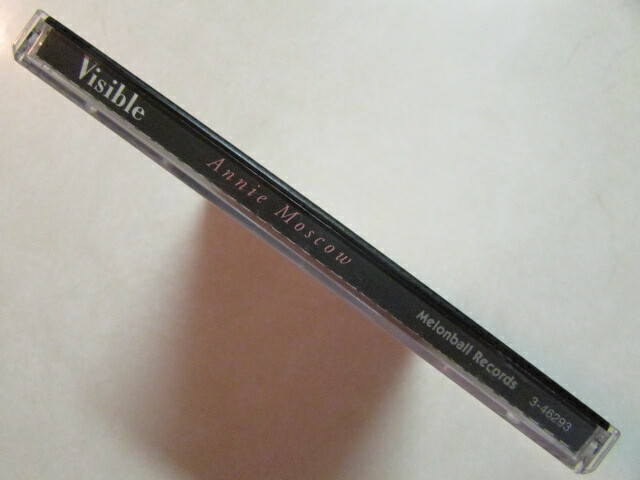 Visible
Annie Moscow
Melonball Records
3-46293